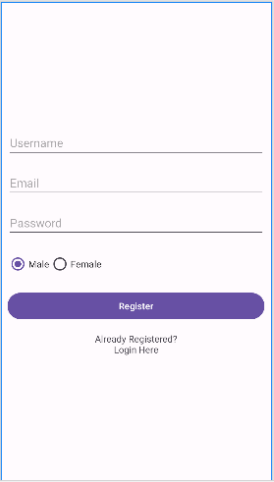 Username
Email
Password
Male Female
Register
Already Registered?
Login Here